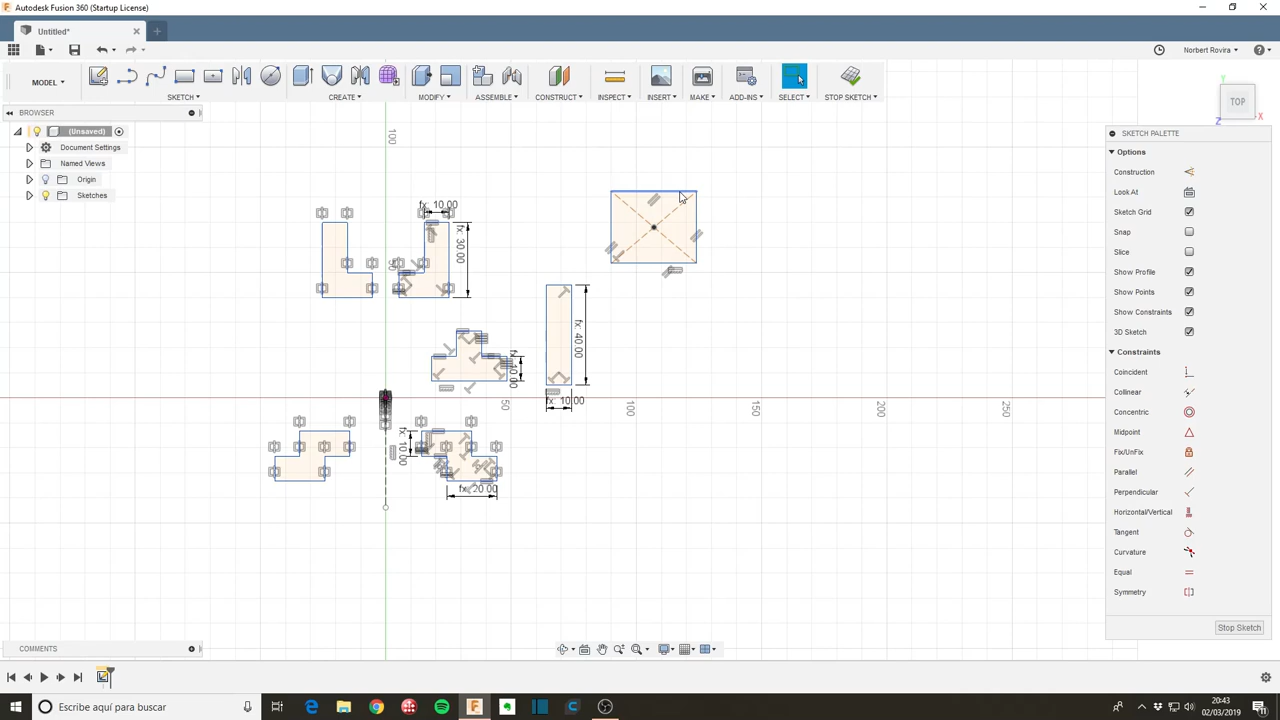 Autodesk Fusion 360 (Startup License)
Untitled*
Norbert Rovira
MODEL
SKETCH
CREATE
MODIFY
ASSEMBLE
CONSTRUCT
INSPECT
INSERT
MAKE
ADD-INS
SELECT
STOP SKETCH
BROWSER
(Unsaved)
Document Settings
Named Views
Origin
Sketches
Y
TOP
X
Z
SKETCH PALETTE
Options
Construction
Look At
Sketch Grid
Snap
Slice
Show Profile
Show Points
Show Constraints
3D Sketch
Constraints
Coincident
Collinear
Concentric
Midpoint
Fix/UnFix
Parallel
Perpendicular
Horizontal/Vertical
Tangent
Curvature
Equal
Symmetry
Stop Sketch
100
fx: 10.00
fx: 30.00
fx: 40.00
fx: 10.00
50
100
150
200
250
fx: 10.00
fx: 20.00
COMMENTS
Escribe aquí para buscar
20:43
02/03/2019